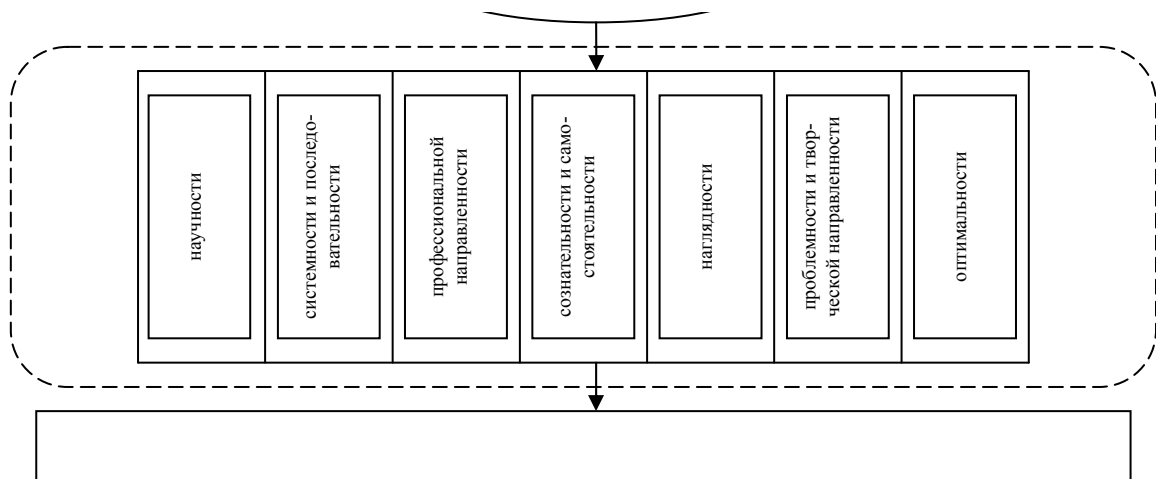 научности
системности и последо-
вательности
профессиональной
направленности
сознательности и само-
стоятельности
наглядности
проблемности и твор-
ческой направленности
оптимальности